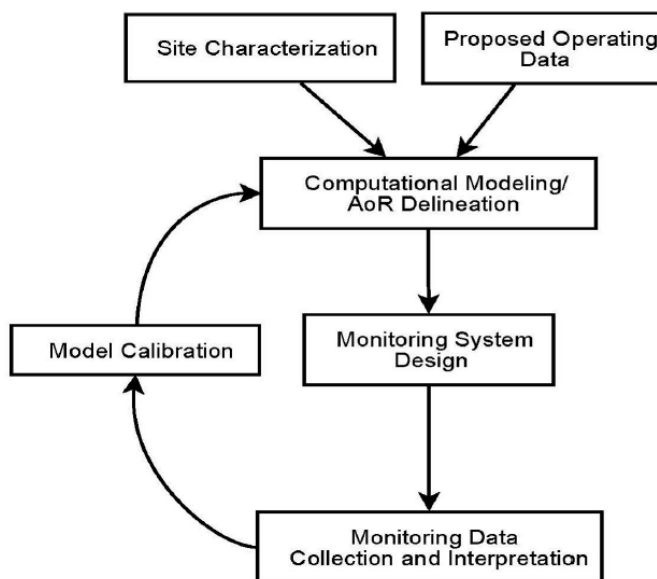 Site Characterization
Proposed Operating
Data
Computational Modeling/
AoR Delineation
Model Calibration
Monitoring System
Design
Monitoring Data
Collection and Interpretation